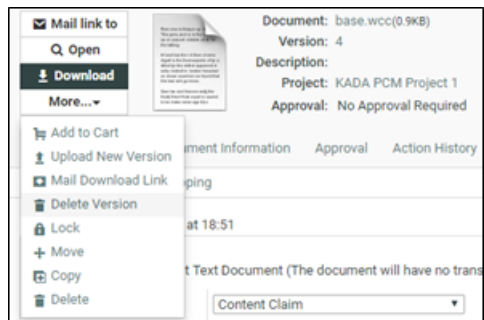 Mail link to
Open
Download
More...
Document: base.wcc(0.9KB)
Version: 4
Description:
Project: KADA PCM Project 1
Approval: No Approval Required
Add to Cart
Upload New Version
Mail Download Link
Delete Version
Lock
Move
Copy
Delete
ument Information Approval Action History
ping
at 18:51
t Text Document (The document will have no trans
Content Claim